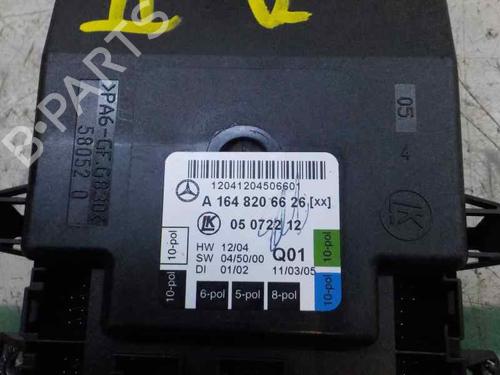 B-PARTS
>PA6-GF
58052 0
05
4
LK
12041204506601
A 164 820 66 26 [xx]
LK 05 0722 12
HW 12/04
SW 04/50/00
DI 01/02
Q01
11/03/05
10-pol
10-pol
10-pol
10-pol
6-pol
5-pol
8-pol